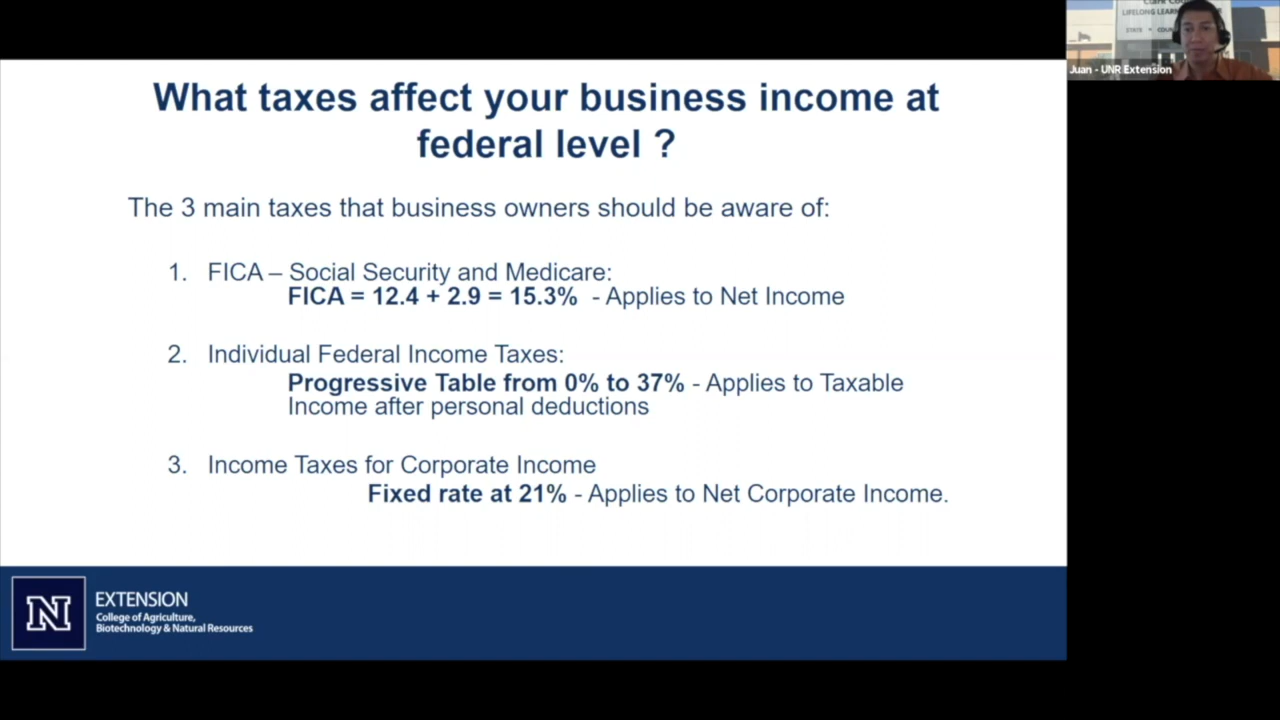 What taxes affect your business income at
federal level ?
The 3 main taxes that business owners should be aware of:
1. FICA – Social Security and Medicare:
FICA = 12.4 + 2.9 = 15.3% - Applies to Net Income
2. Individual Federal Income Taxes:
Progressive Table from 0% to 37% - Applies to Taxable
Income after personal deductions
3. Income Taxes for Corporate Income
Fixed rate at 21% - Applies to Net Corporate Income.
N
EXTENSION
College of Agriculture,
Biotechnology & Natural Resources
LIFELONG
STATE
Juan - UNR Extension